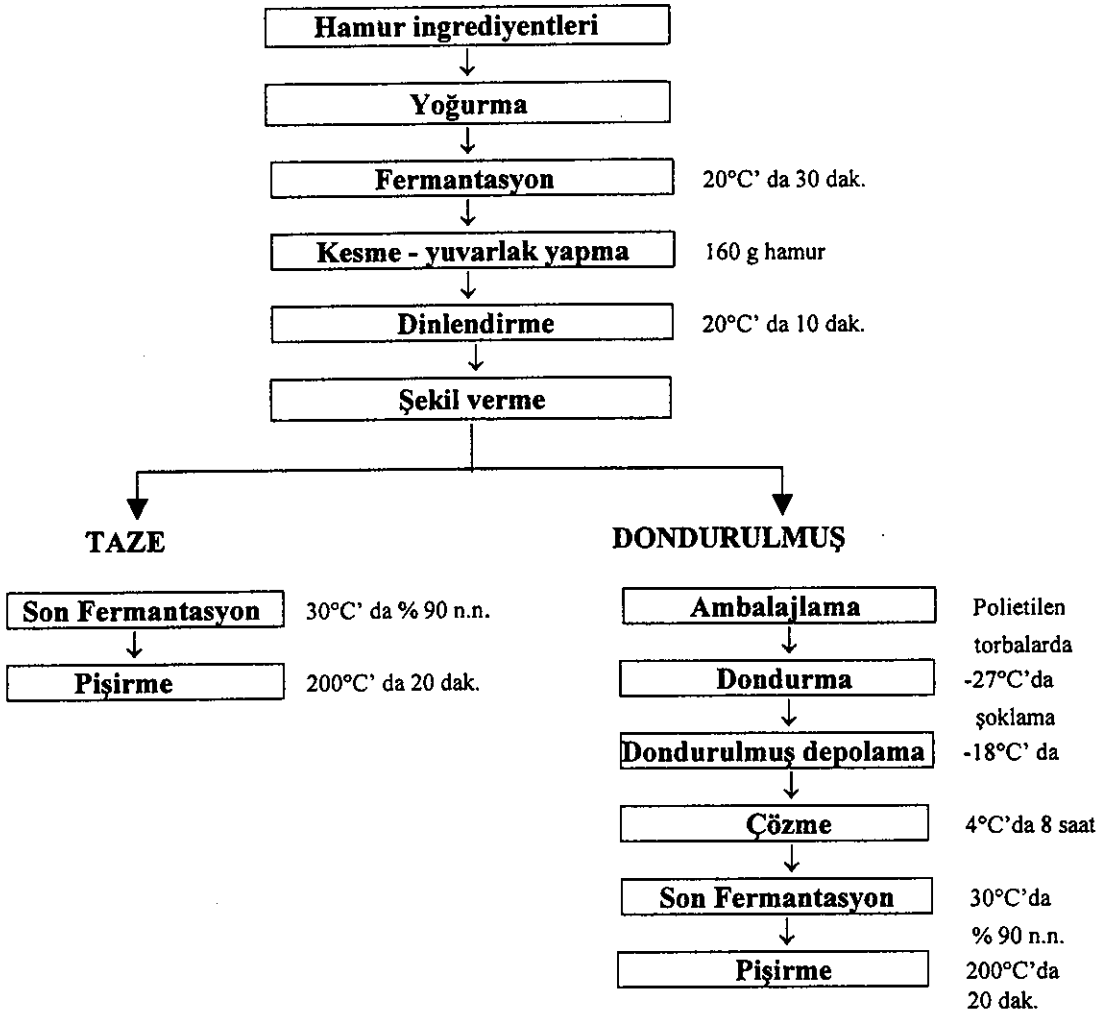 Hamur ingrediyentleri
Yoğurma
Fermantasyon 20°C' da 30 dak.
Kesme - yuvarlak yapma 160 g hamur
Dinlendirme 20°C' da 10 dak.
Şekil verme
TAZE
Son Fermantasyon 30°C' da % 90 n.n.
Pişirme 200°C' da 20 dak.
DONDURULMUŞ
Ambalajlama Polietilen
torbalarda
Dondurma -27°C'da
şoklama
Dondurulmuş depolama -18°C' da
Çözme 4°C'da 8 saat
Son Fermantasyon 30°C'da
% 90 n.n.
Pişirme 200°C'da
20 dak.